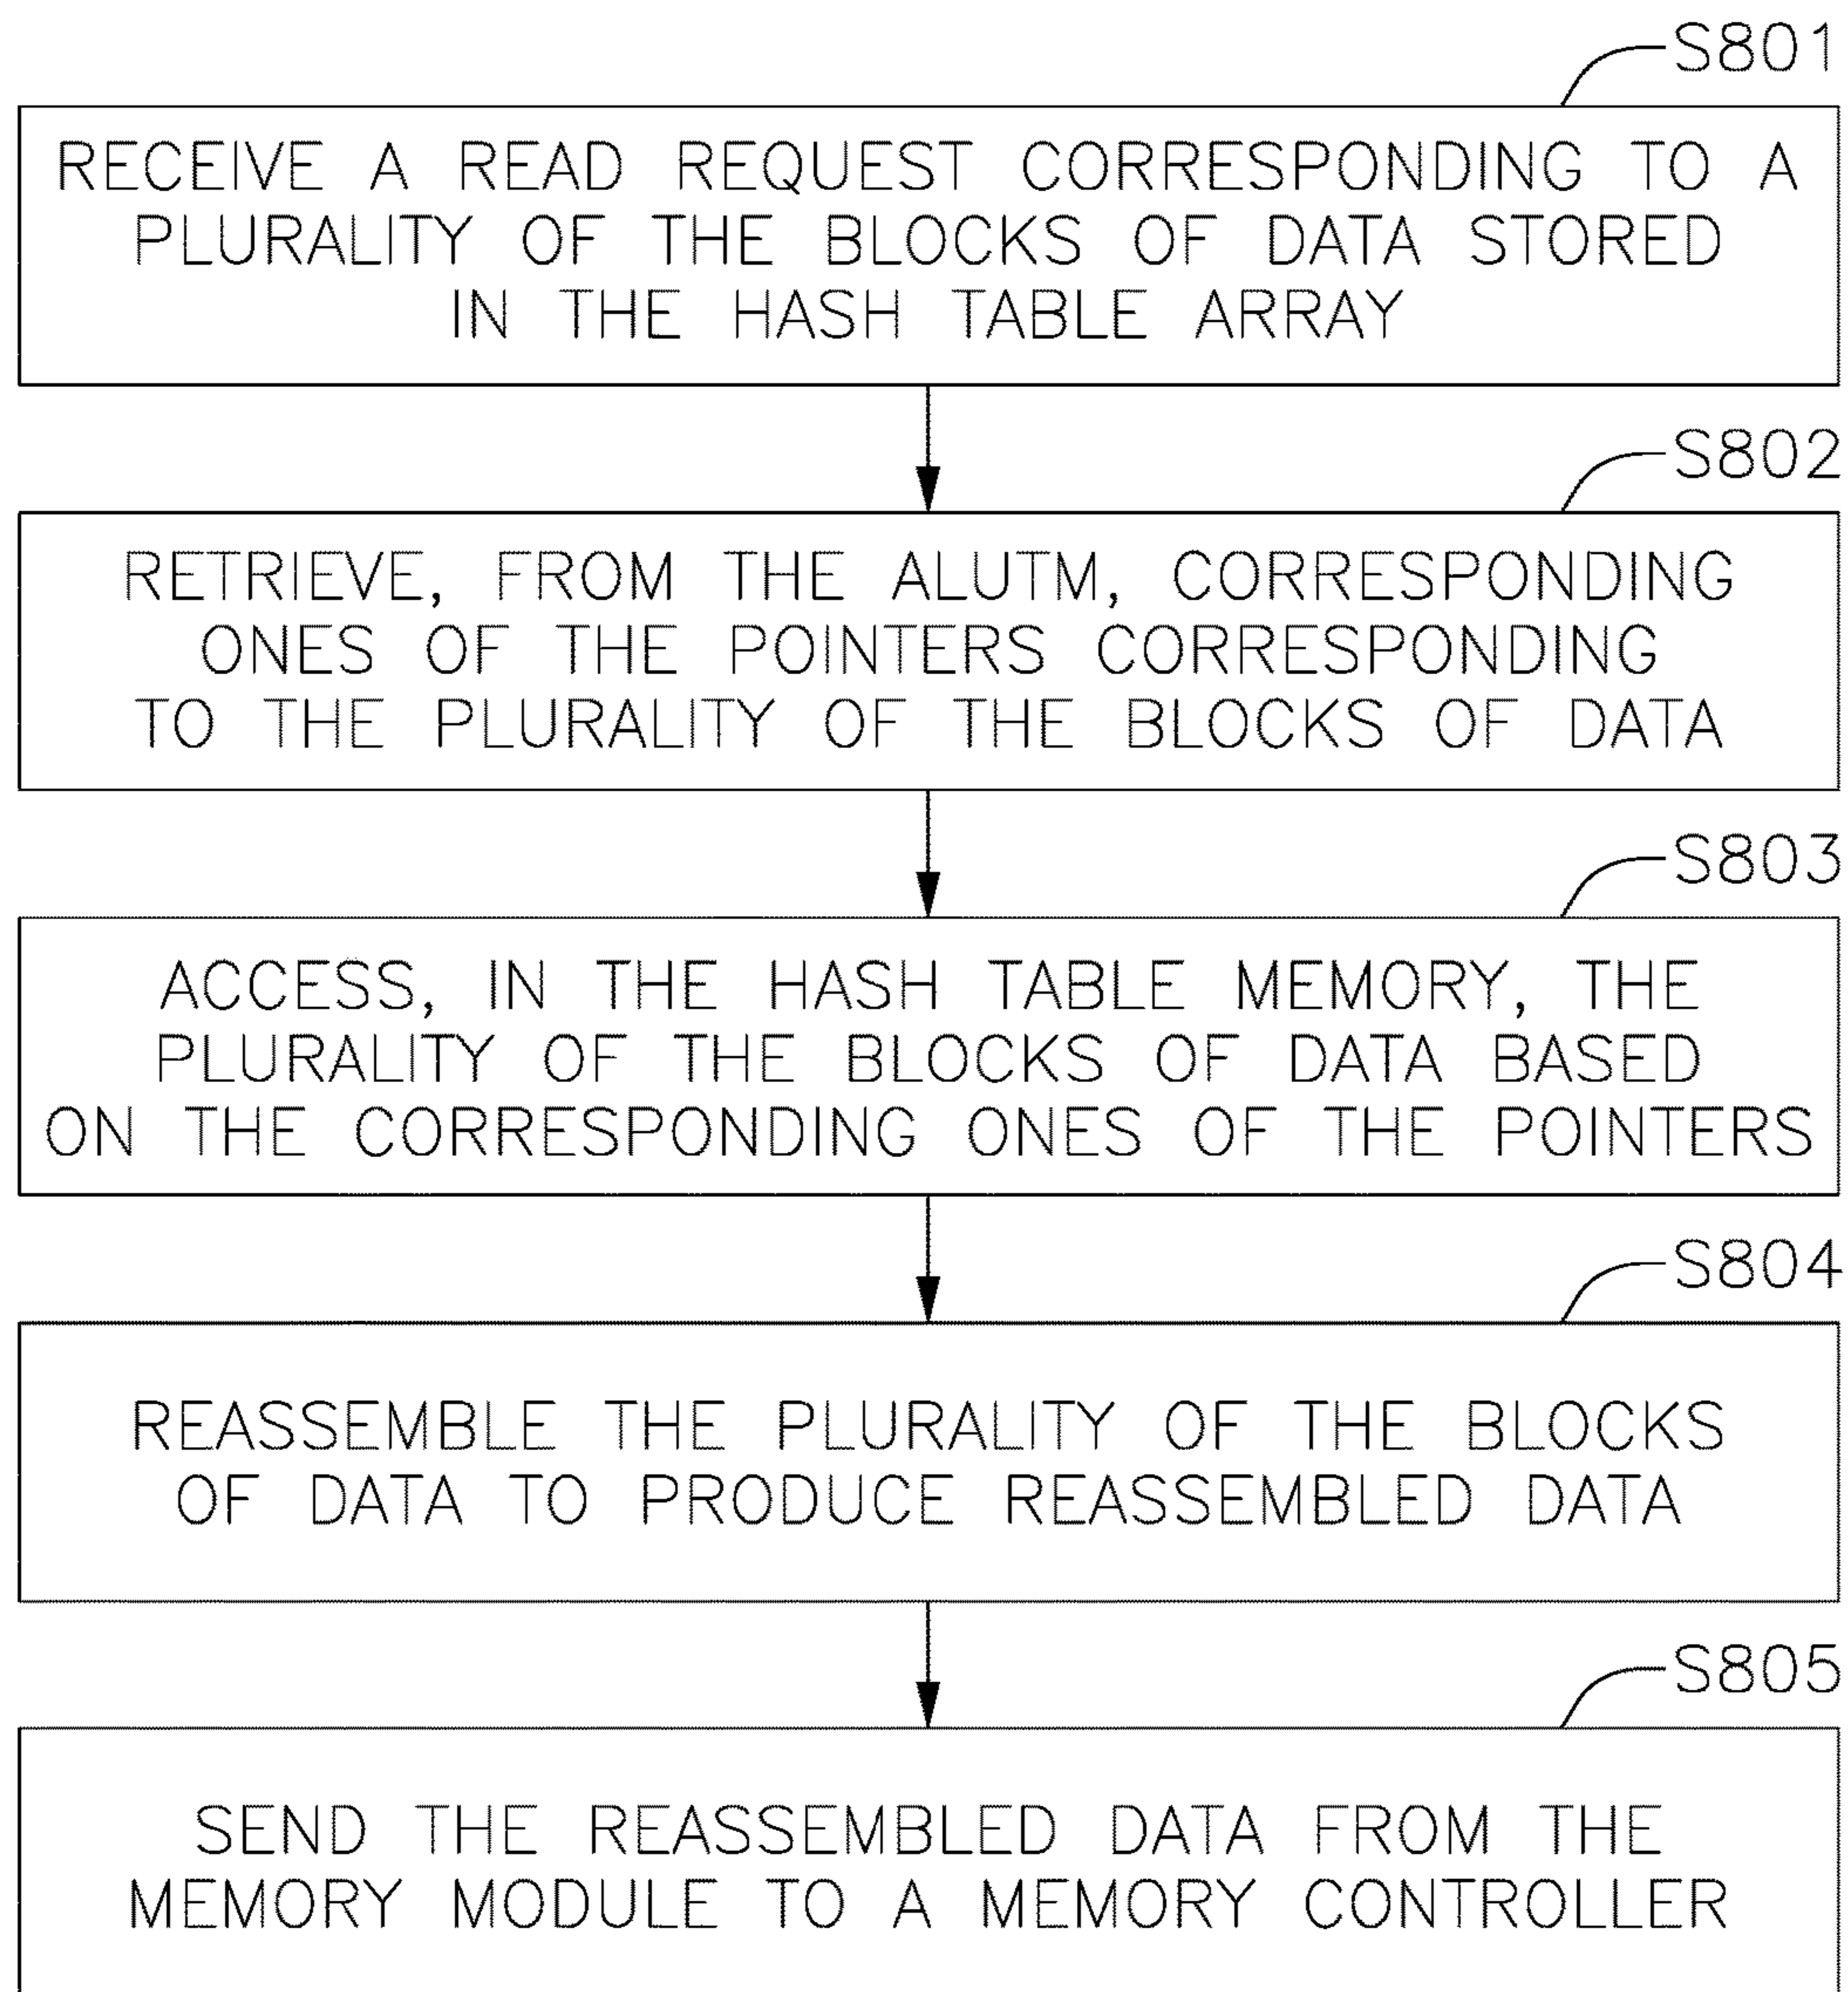 S801
RECEIVE A READ REQUEST CORRESPONDING TO A
PLURALITY OF THE BLOCKS OF DATA STORED
IN THE HASH TABLE ARRAY
S802
RETRIEVE, FROM THE ALUTM, CORRESPONDING
ONES OF THE POINTERS CORRESPONDING
TO THE PLURALITY OF THE BLOCKS OF DATA
S803
ACCESS, IN THE HASH TABLE MEMORY, THE
PLURALITY OF THE BLOCKS OF DATA BASED
ON THE CORRESPONDING ONES OF THE POINTERS
S804
REASSEMBLE THE PLURALITY OF THE BLOCKS
OF DATA TO PRODUCE REASSEMBLED DATA
S805
SEND THE REASSEMBLED DATA FROM THE
MEMORY MODULE TO A MEMORY CONTROLLER